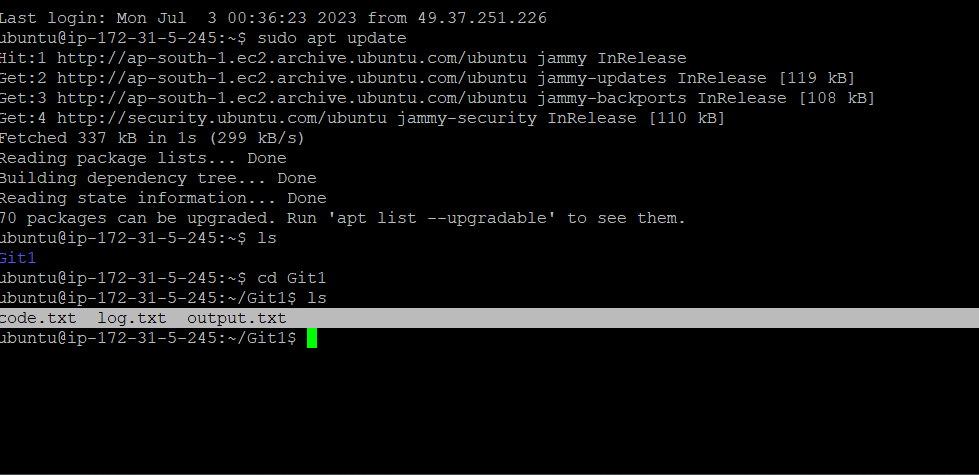 Last login: Mon Jul  3 00:36:23 2023 from 49.37.251.226
ubuntu@ip-172-31-5-245:~$ sudo apt update
Hit:1 http://ap-south-1.ec2.archive.ubuntu.com/ubuntu jammy InRelease
Get:2 http://ap-south-1.ec2.archive.ubuntu.com/ubuntu jammy-updates InRelease [119 kB]
Get:3 http://ap-south-1.ec2.archive.ubuntu.com/ubuntu jammy-backports InRelease [108 kB]
Get:4 http://security.ubuntu.com/ubuntu jammy-security InRelease [110 kB]
Fetched 337 kB in 1s (299 kB/s)
Reading package lists... Done
Building dependency tree... Done
Reading state information... Done
70 packages can be upgraded. Run 'apt list --upgradable' to see them.
ubuntu@ip-172-31-5-245:~$ ls
Git1
ubuntu@ip-172-31-5-245:~$ cd Git1
ubuntu@ip-172-31-5-245:~/Git1$ ls
code.txt  log.txt  output.txt
ubuntu@ip-172-31-5-245:~/Git1$